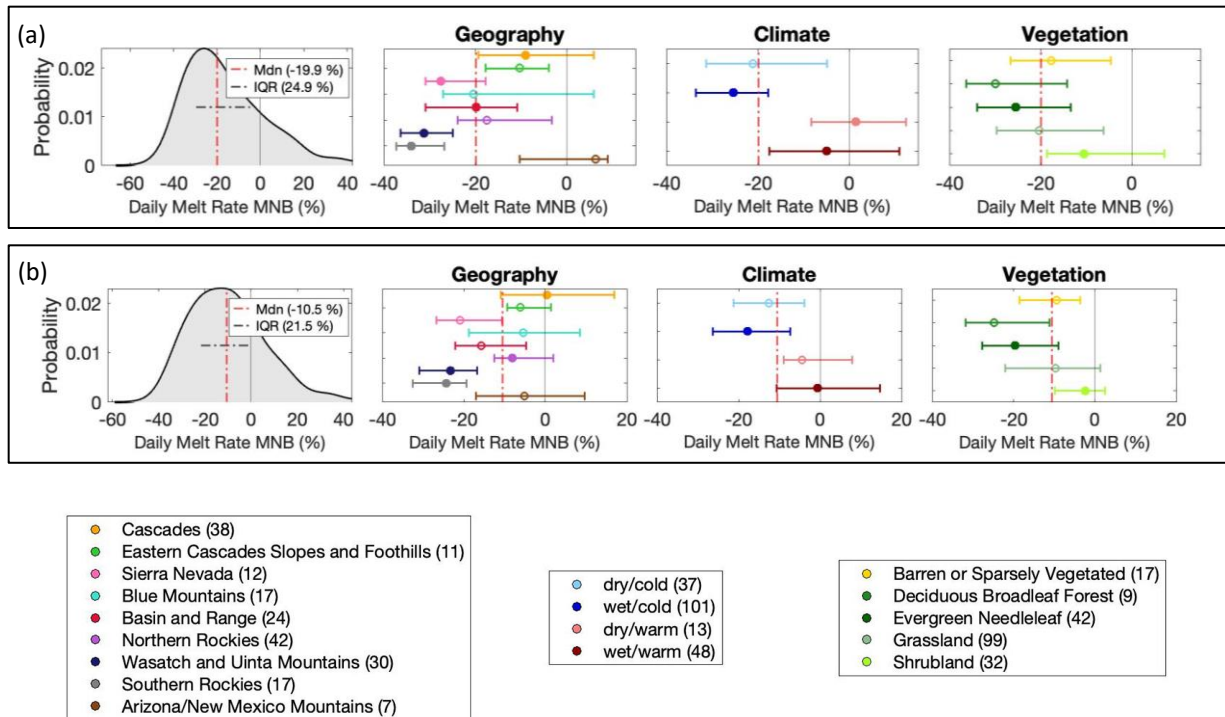 (a)
Geography
Climate
Vegetation
Probability
0.02
0.01
0
Mdn (-19.9 %)
IQR (24.9 %)
-60 -40 -20 0 20 40
Daily Melt Rate MNB (%)
-40 -20 0
Daily Melt Rate MNB (%)
-40 -20 0
Daily Melt Rate MNB (%)
-40 -20 0
Daily Melt Rate MNB (%)
(b)
Geography
Climate
Vegetation
Probability
0.02
0.01
0
Mdn (-10.5 %)
IQR (21.5 %)
-60 -40 -20 0 20 40
Daily Melt Rate MNB (%)
-40 -20 0 20
Daily Melt Rate MNB (%)
-40 -20 0 20
Daily Melt Rate MNB (%)
-40 -20 0 20
Daily Melt Rate MNB (%)
Cascades (38)
Eastern Cascades Slopes and Foothills (11)
Sierra Nevada (12)
Blue Mountains (17)
Basin and Range (24)
Northern Rockies (42)
Wasatch and Uinta Mountains (30)
Southern Rockies (17)
Arizona/New Mexico Mountains (7)
dry/cold (37)
wet/cold (101)
dry/warm (13)
wet/warm (48)
Barren or Sparsely Vegetated (17)
Deciduous Broadleaf Forest (9)
Evergreen Needleleaf (42)
Grassland (99)
Shrubland (32)